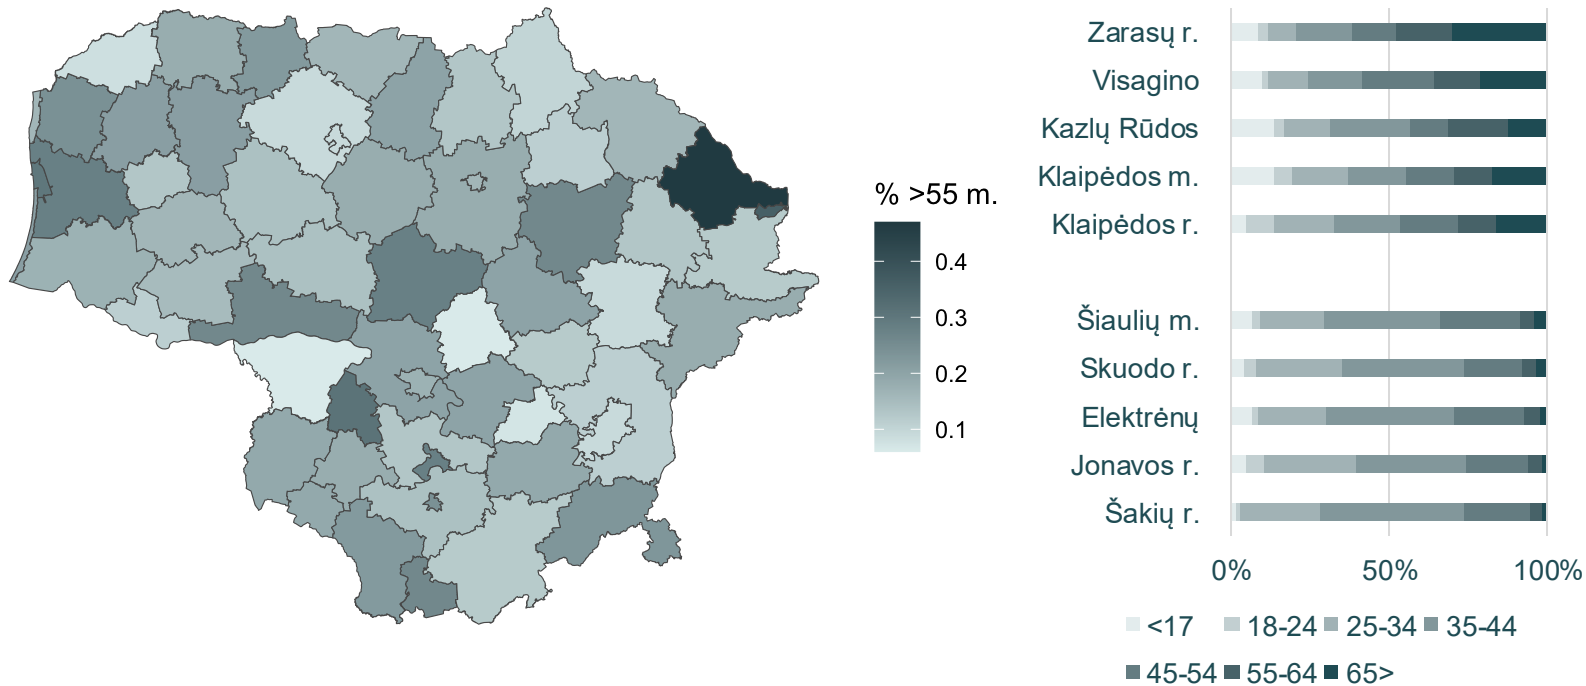 % >55 m.
0.4
0.3
0.2
0.1
Zarasų r.
Visagino
Kazlų Rūdos
Klaipėdos m.
Klaipėdos r.
Šiaulių m.
Skuodo r.
Elektrėnų
Jonavos r.
Šakių r.
0% 50% 100%
<17 18-24 25-34 35-44
45-54 55-64 65>